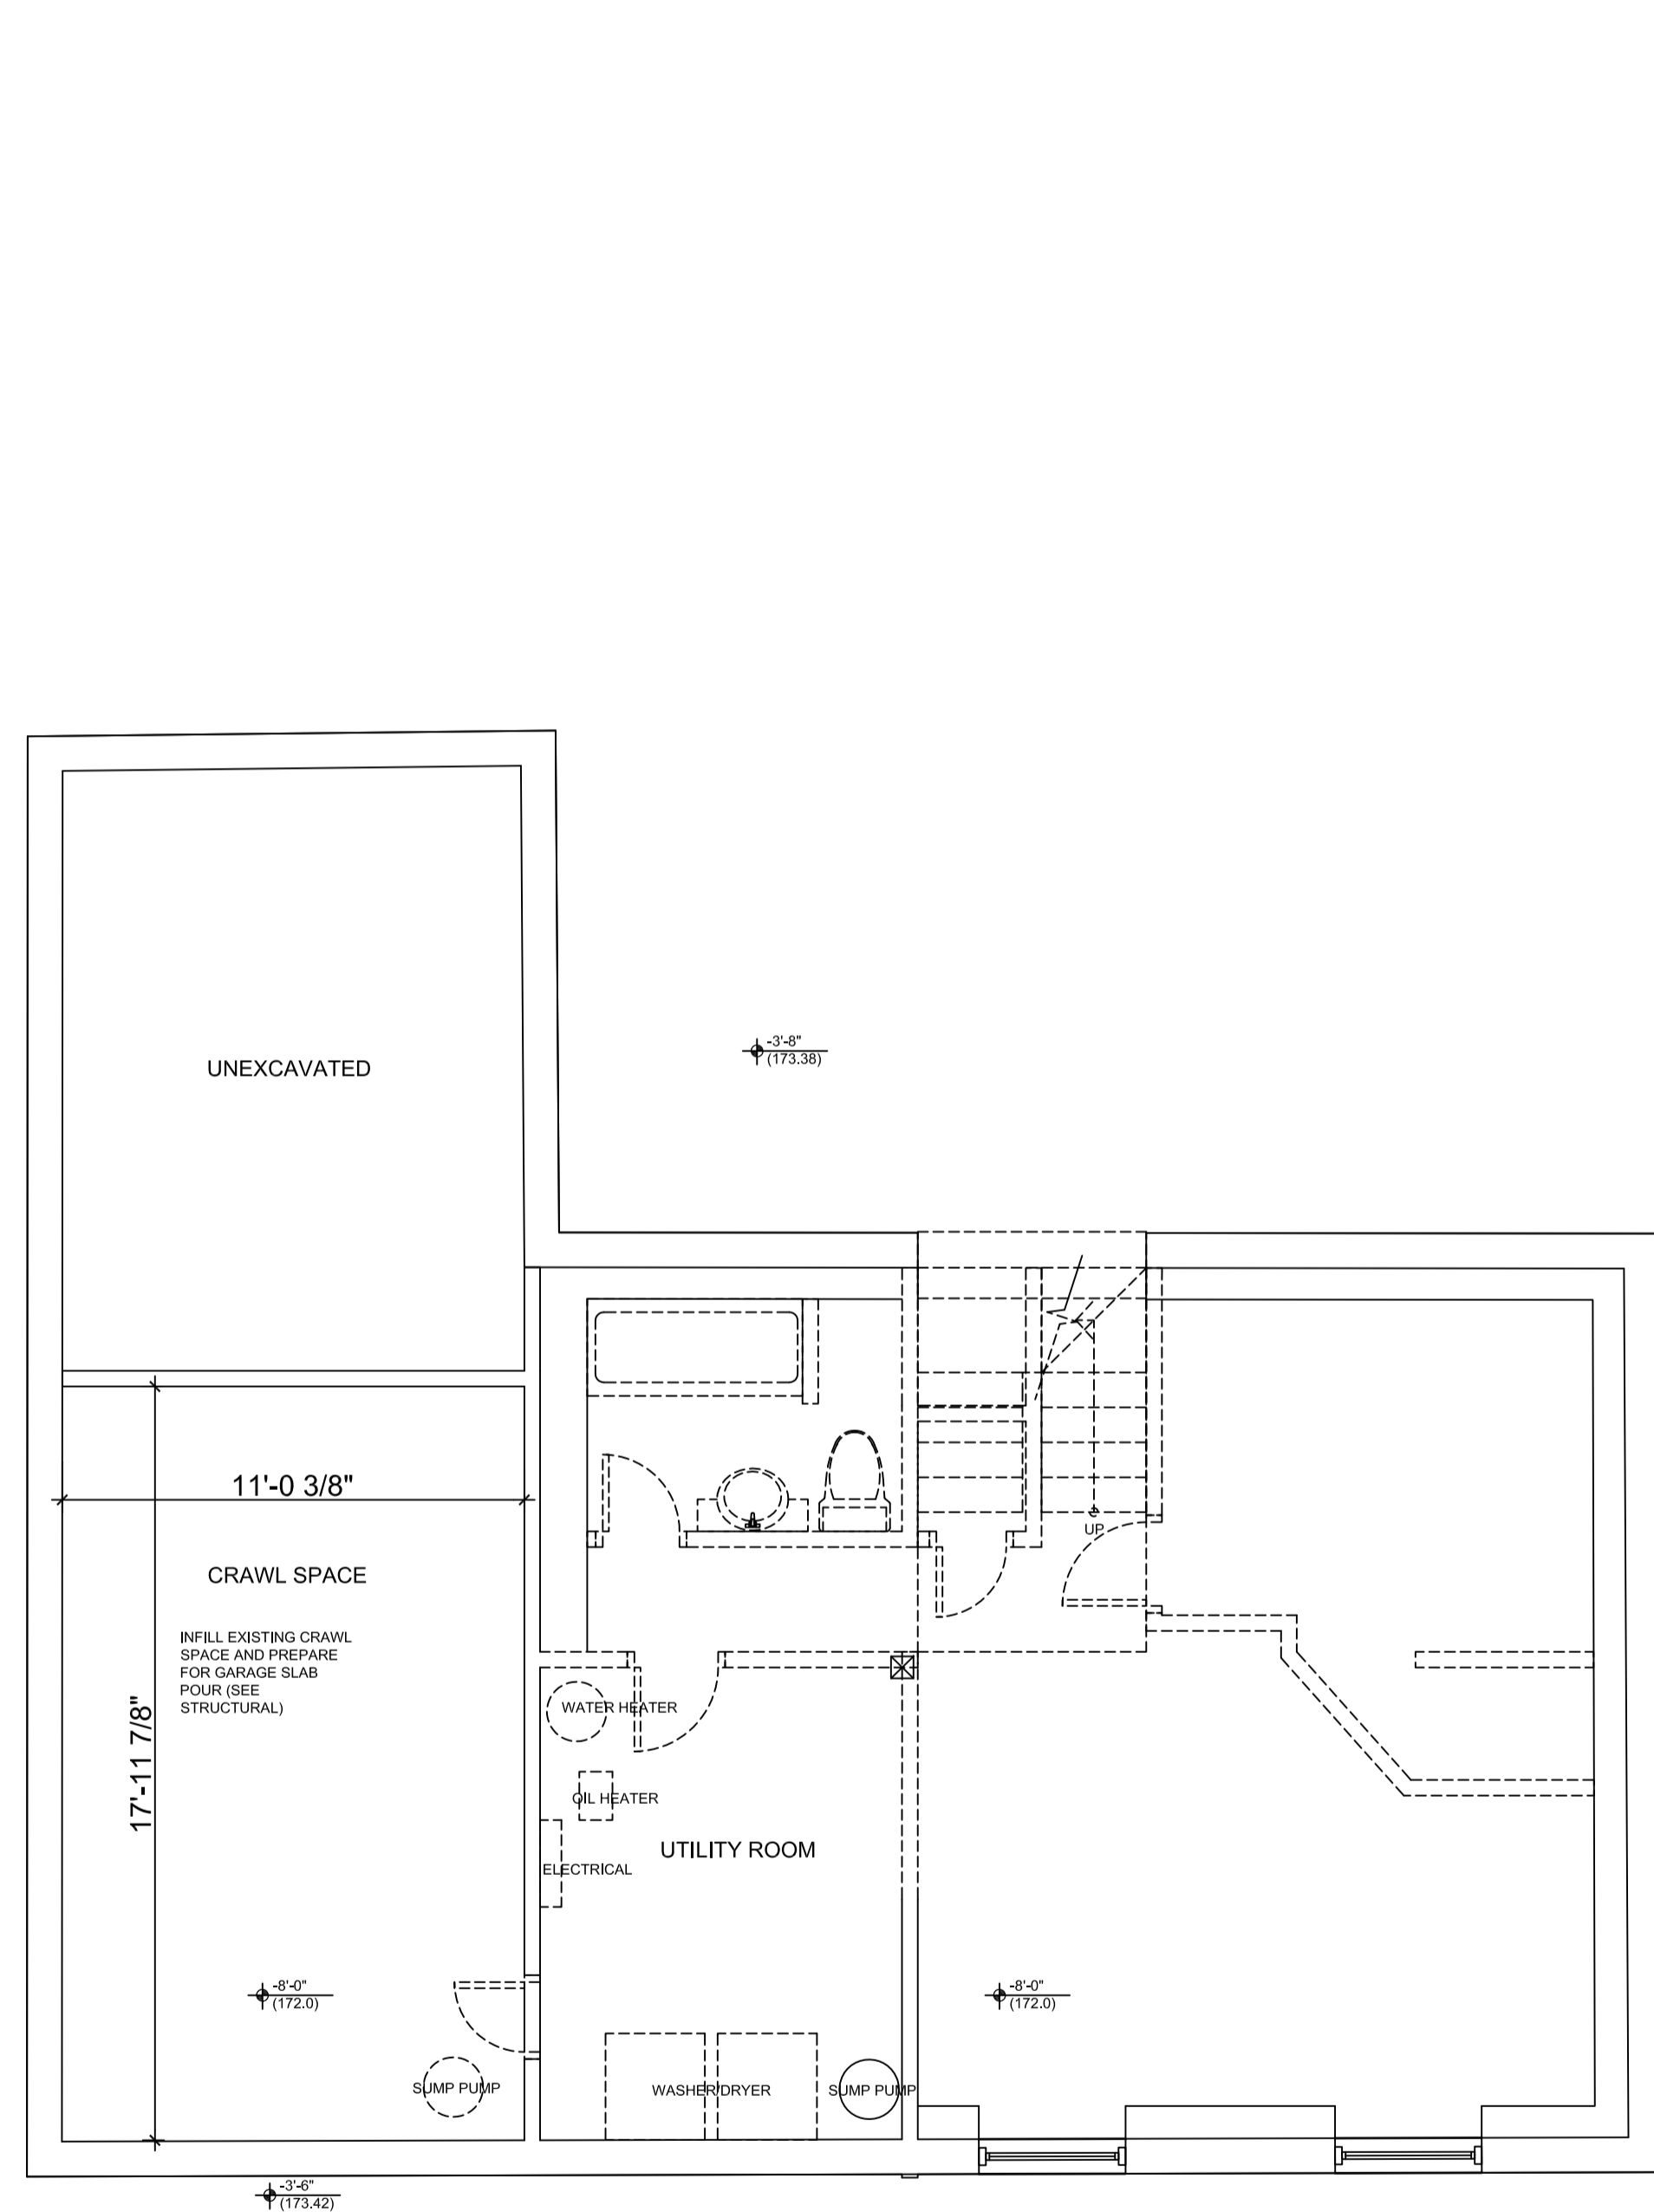 -3'-8"
(173.38)
UNEXCAVATED
11'-0 3/8"
UP
CRAWL SPACE
INFILL EXISTING CRAWL
SPACE AND PREPARE
FOR GARAGE SLAB
POUR (SEE
STRUCTURAL)
17'-11 7/8"
WATER HEATER
OIL HEATER
UTILITY ROOM
ELECTRICAL
-8'-0"
(172.0)
-8'-0"
(172.0)
SUMP PUMP
WASHER/DRYER
SUMP PUMP
-3'-6"
(173.42)